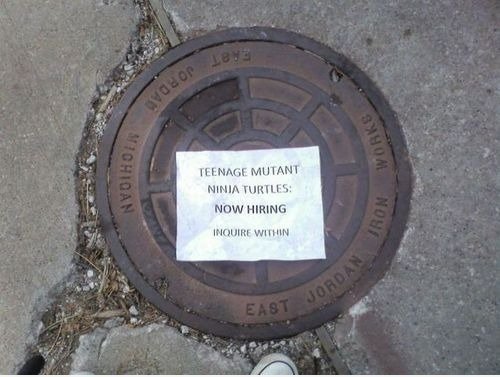 TEENAGE MUTANT
NINJA TURTLES:
NOW HIRING
INQUIRE WITHIN
EAST JORDAN IRON WORKS
EAST JORDAN MICHIGAN